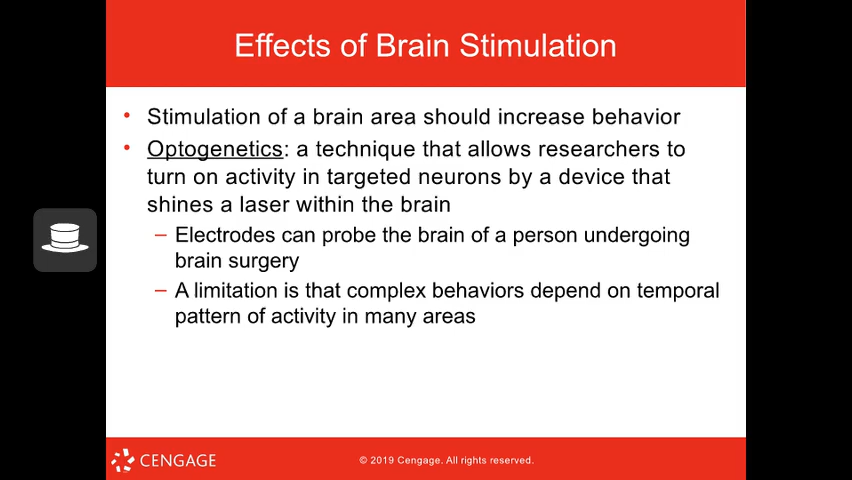 Effects of Brain Stimulation
• Stimulation of a brain area should increase behavior
• Optogenetics: a technique that allows researchers to
turn on activity in targeted neurons by a device that
shines a laser within the brain
– Electrodes can probe the brain of a person undergoing
brain surgery
– A limitation is that complex behaviors depend on temporal
pattern of activity in many areas
CENGAGE
© 2019 Cengage. All rights reserved.